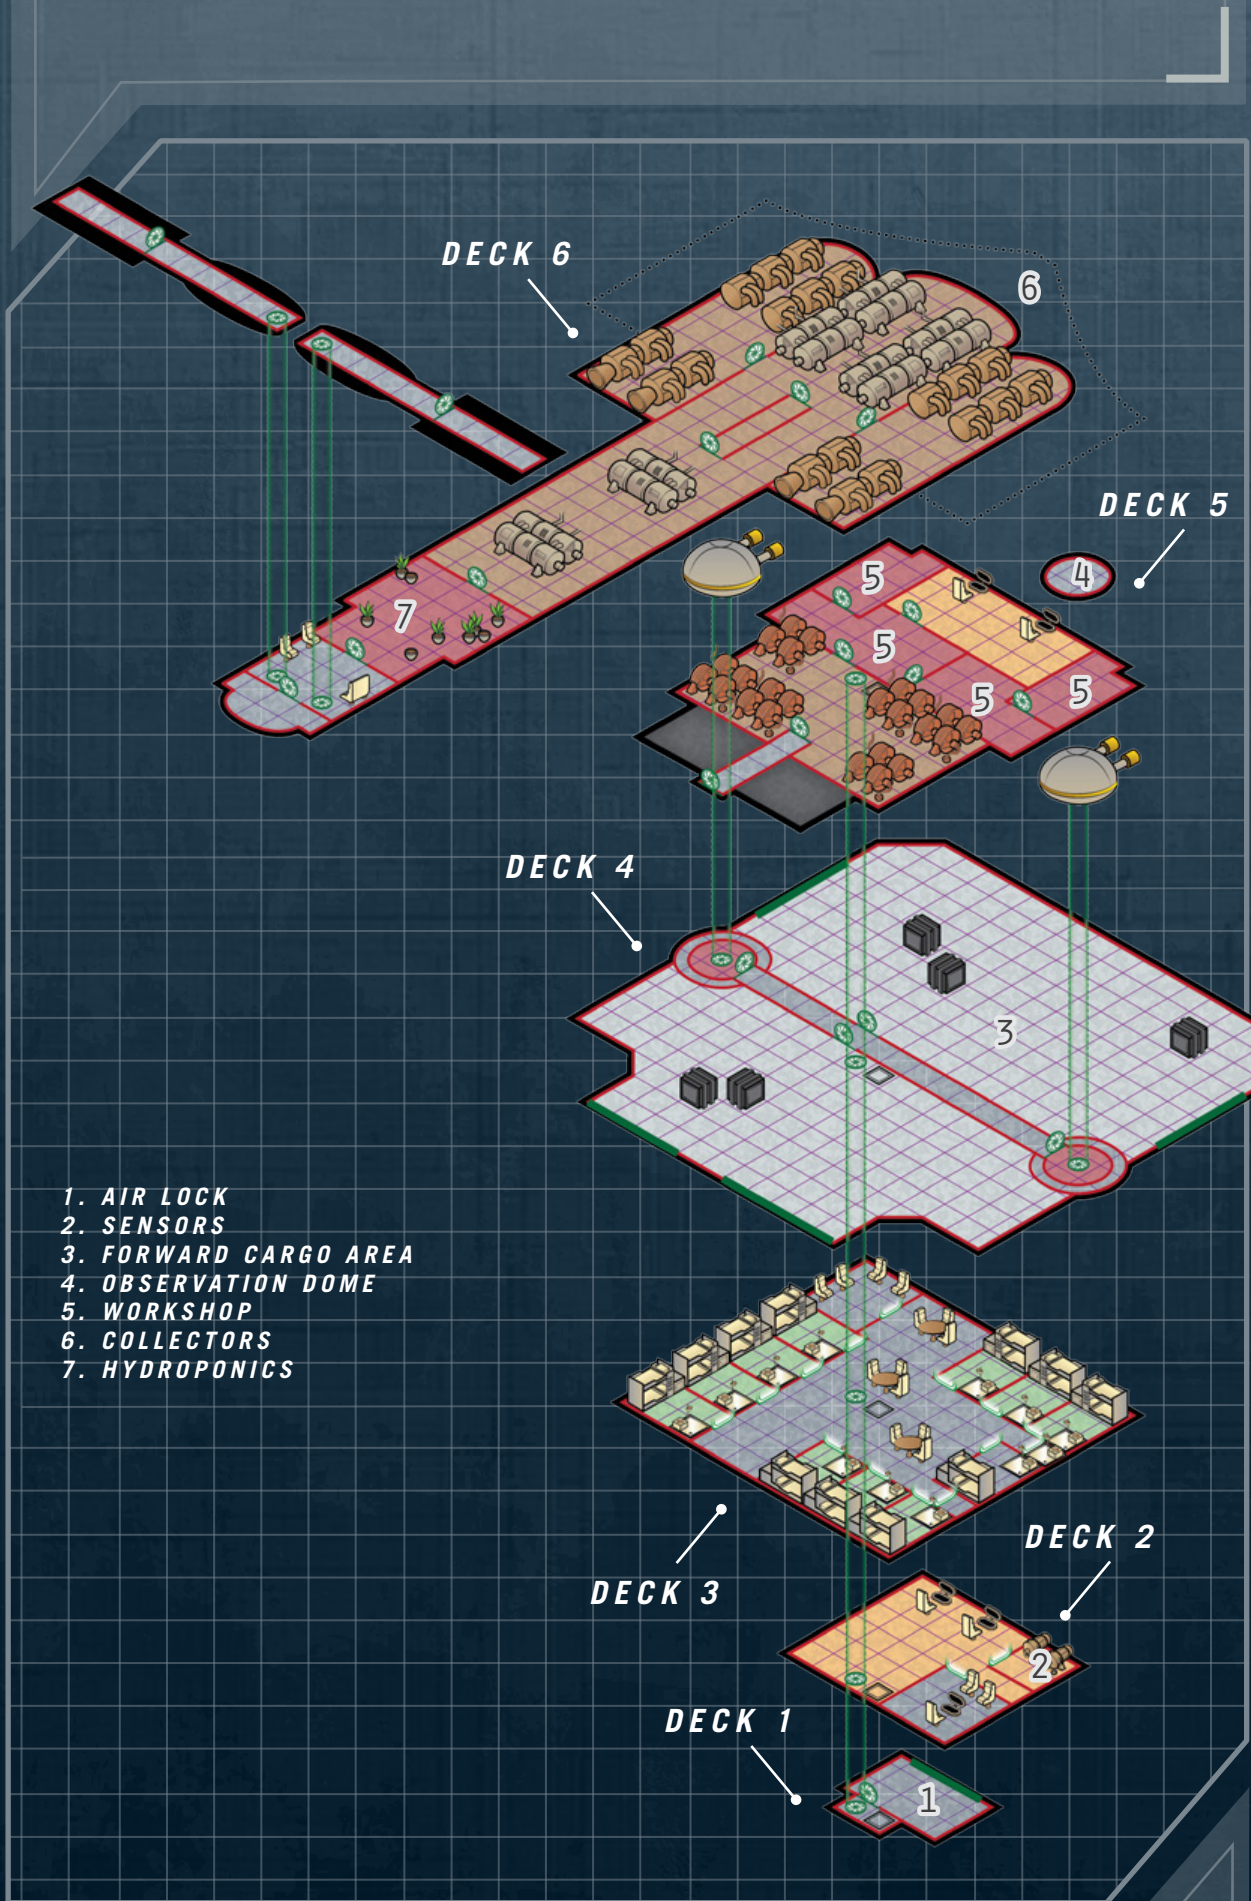 DECK 6
6
DECK 5
4
5
5
5
5
7
DECK 4
3
1. AIR LOCK
2. SENSORS
3. FORWARD CARGO AREA
4. OBSERVATION DOME
5. WORKSHOP
6. COLLECTORS
7. HYDROPONICS
DECK 3
DECK 2
2
DECK 1
1